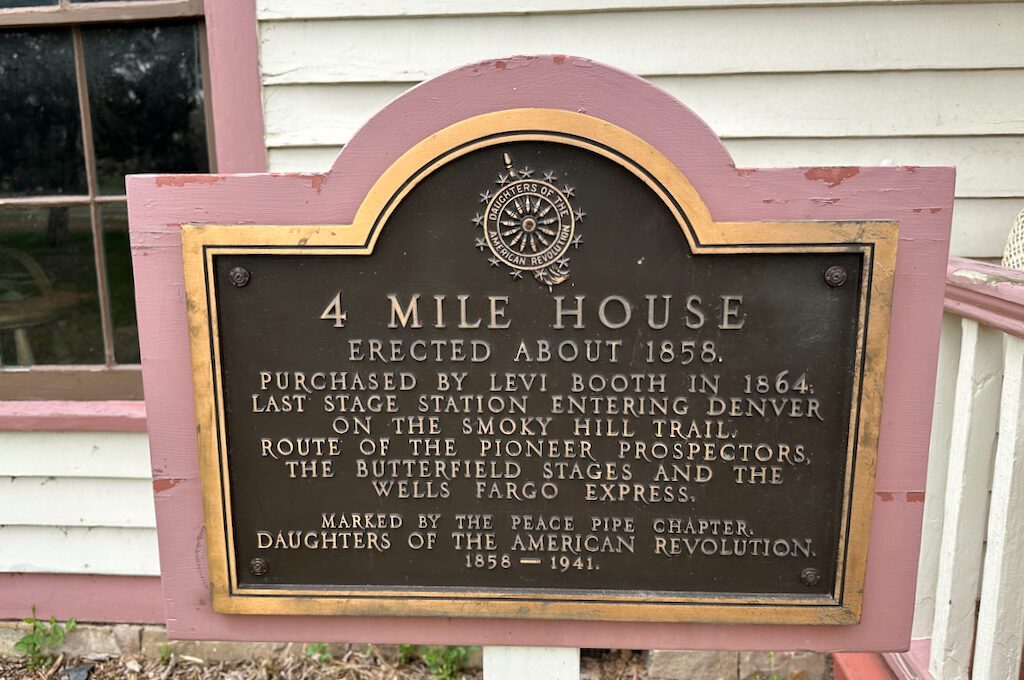 DAUGHTERS OF THE
AMERICAN REVOLUTION
4 MILE HOUSE
ERECTED ABOUT 1858.
PURCHASED BY LEVI BOOTH IN 1864.
LAST STAGE STATION ENTERING DENVER
ON THE SMOKY HILL TRAIL.
ROUTE OF THE PIONEER PROSPECTORS,
THE BUTTERFIELD STAGES AND THE
WELLS FARGO EXPRESS.
MARKED BY THE PEACE PIPE CHAPTER.
DAUGHTERS OF THE AMERICAN REVOLUTION.
1858 — 1941.